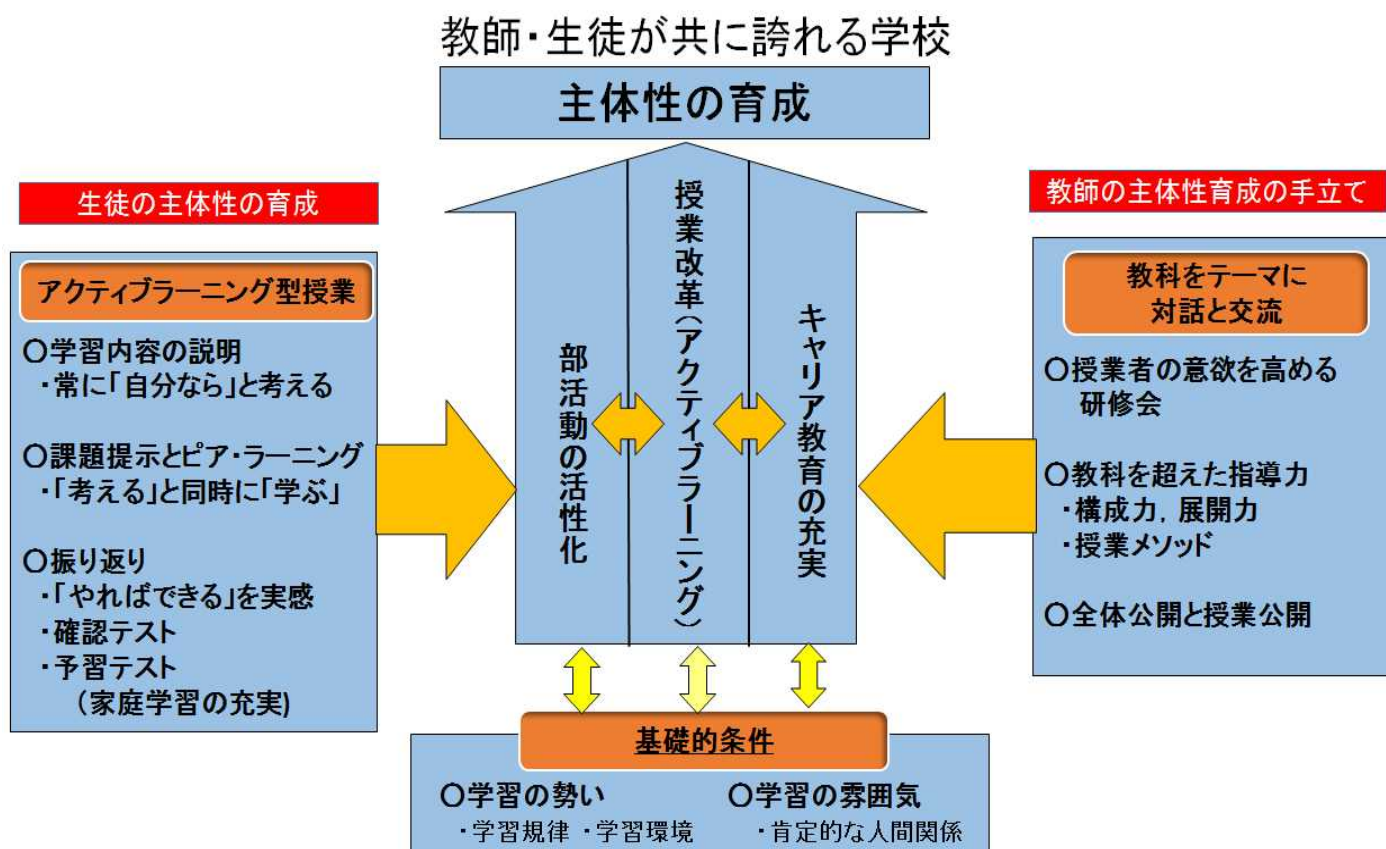 教師・生徒が共に誇れる学校
主体性の育成
生徒の主体性の育成
アクティブラーニング型授業
〇学習内容の説明
・常に「自分なら」と考える
〇課題提示とピア・ラーニング
・「考える」と同時に「学ぶ」
〇振り返り
・「やればできる」を実感
・確認テスト
・予習テスト
(家庭学習の充実)
部活動の活性化
授業改革(アクティブラーニング)
キャリア教育の充実
教師の主体性育成の手立て
教科をテーマに
対話と交流
〇授業者の意欲を高める
研修会
〇教科を超えた指導力
・構成力,展開力
・授業メソッド
〇全体公開と授業公開
基礎的条件
〇学習の勢い
・学習規律 ・学習環境
〇学習の雰囲気
・肯定的な人間関係